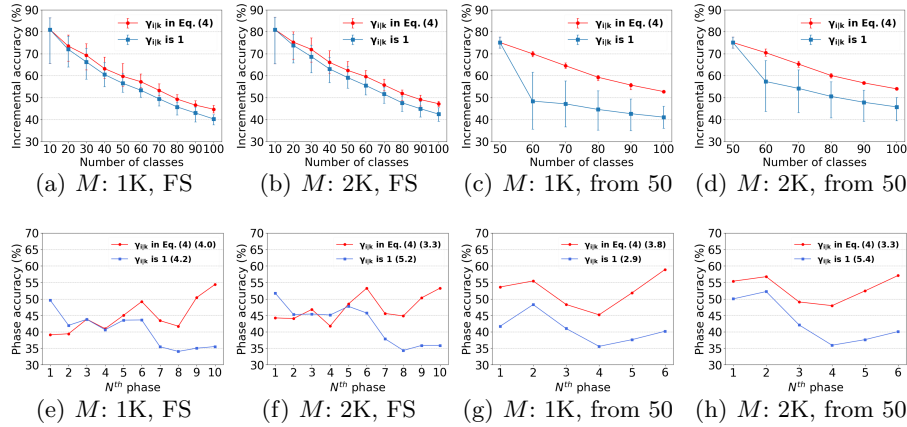 Incremental accuracy (%)
90
80
70
60
50
40
30
γi|k in Eq. (4)
γi|k is 1
10 20 30 40 50 60 70 80 90 100
Number of classes
(a) M: 1K, FS
Incremental accuracy (%)
90
80
70
60
50
40
30
γi|k in Eq. (4)
γi|k is 1
10 20 30 40 50 60 70 80 90 100
Number of classes
(b) M: 2K, FS
Incremental accuracy (%)
90
80
70
60
50
40
30
γi|k in Eq. (4)
γi|k is 1
50 60 70 80 90 100
Number of classes
(c) M: 1K, from 50
Incremental accuracy (%)
90
80
70
60
50
40
30
γi|k in Eq. (4)
γi|k is 1
50 60 70 80 90 100
Number of classes
(d) M: 2K, from 50
Phase accuracy (%)
70
65
60
55
50
45
40
35
30
γi|k in Eq. (4) (4.0)
γi|k is 1 (4.2)
1 2 3 4 5 6 7 8 9 10
Nth phase
(e) M: 1K, FS
Phase accuracy (%)
70
65
60
55
50
45
40
35
30
γi|k in Eq. (4) (3.3)
γi|k is 1 (5.2)
1 2 3 4 5 6 7 8 9 10
Nth phase
(f) M: 2K, FS
Phase accuracy (%)
70
65
60
55
50
45
40
35
30
γi|k in Eq. (4) (3.8)
γi|k is 1 (2.9)
1 2 3 4 5 6
Nth phase
(g) M: 1K, from 50
Phase accuracy (%)
70
65
60
55
50
45
40
35
30
γi|k in Eq. (4) (3.3)
γi|k is 1 (5.4)
1 2 3 4 5 6
Nth phase
(h) M: 2K, from 50